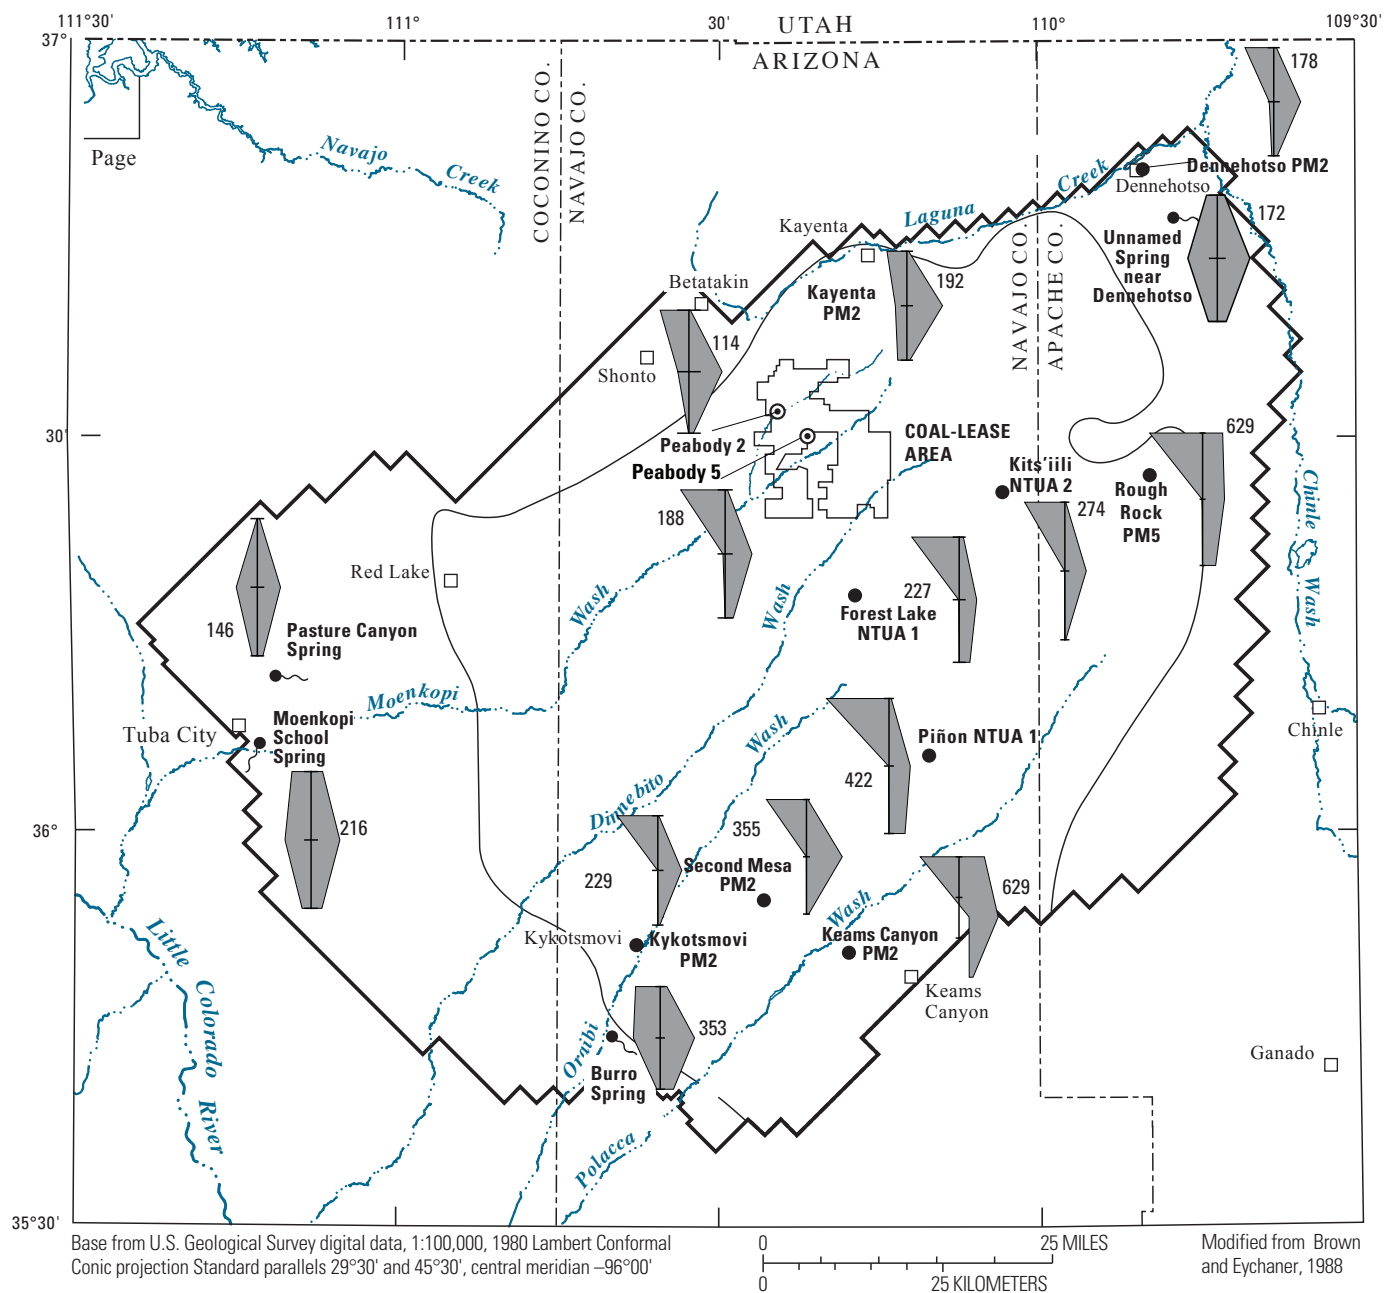 111°30'
111°
30'
UTAH
110°
109°30'
37°
ARIZONA
178
COCONINO CO.
NAVAJO CO.
Page
Navajo
Creek
Creek
Dennehotso PM2
Dennehotso
Laguna
172
Kayenta
Unnamed
Spring
near
Dennehotso
NAVAJO CO.
APACHE CO.
Betatakin
Kayenta
PM2
192
114
Shonto
30'
Peabody 2
COAL-LEASE
AREA
629
Peabody 5
Kits'iili
NTUA 2
Rough
Rock
PM5
188
274
Chinle
Wash
Red Lake
Wash
Wash
227
Forest Lake
NTUA 1
146
Pasture Canyon
Spring
Moenkopi
Tuba City
Moenkopi
School
Spring
Wash
Piñon NTUA 1
Chinle
422
36°
216
Dinnebito
355
229
Second Mesa
PM2
629
Wash
Little
Colorado
River
Kykotsmovi
Kykotsmovi
PM2
Keams Canyon
PM2
Keams
Canyon
353
Oraibi
Ganado
Burro
Spring
Polacca
35°30'
Base from U.S. Geological Survey digital data, 1:100,000, 1980 Lambert Conformal
Conic projection Standard parallels 29°30' and 45°30', central meridian –96°00'
0
25 MILES
0
25 KILOMETERS
Modified from Brown
and Eychaner, 1988